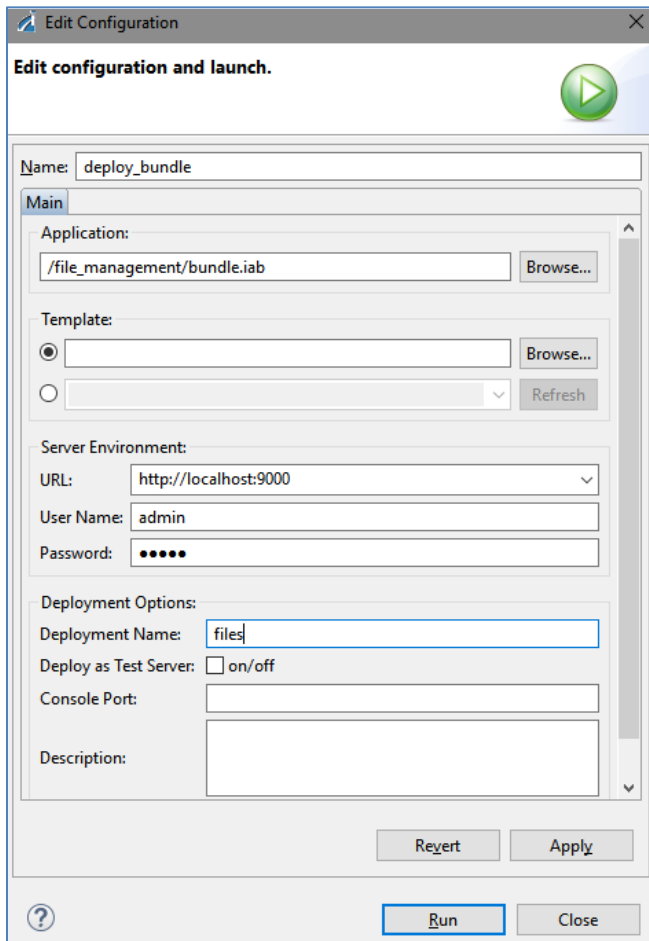 Edit Configuration
Edit configuration and launch.
Name: deploy_bundle
Main
Application:
/file_management/bundle.iab Browse...
Template:
Browse...
Refresh
Server Environment:
URL: http://localhost:9000
User Name: admin
Password: •••••
Deployment Options:
Deployment Name: files
Deploy as Test Server: on/off
Console Port:
Description:
Revert Apply
? Run Close